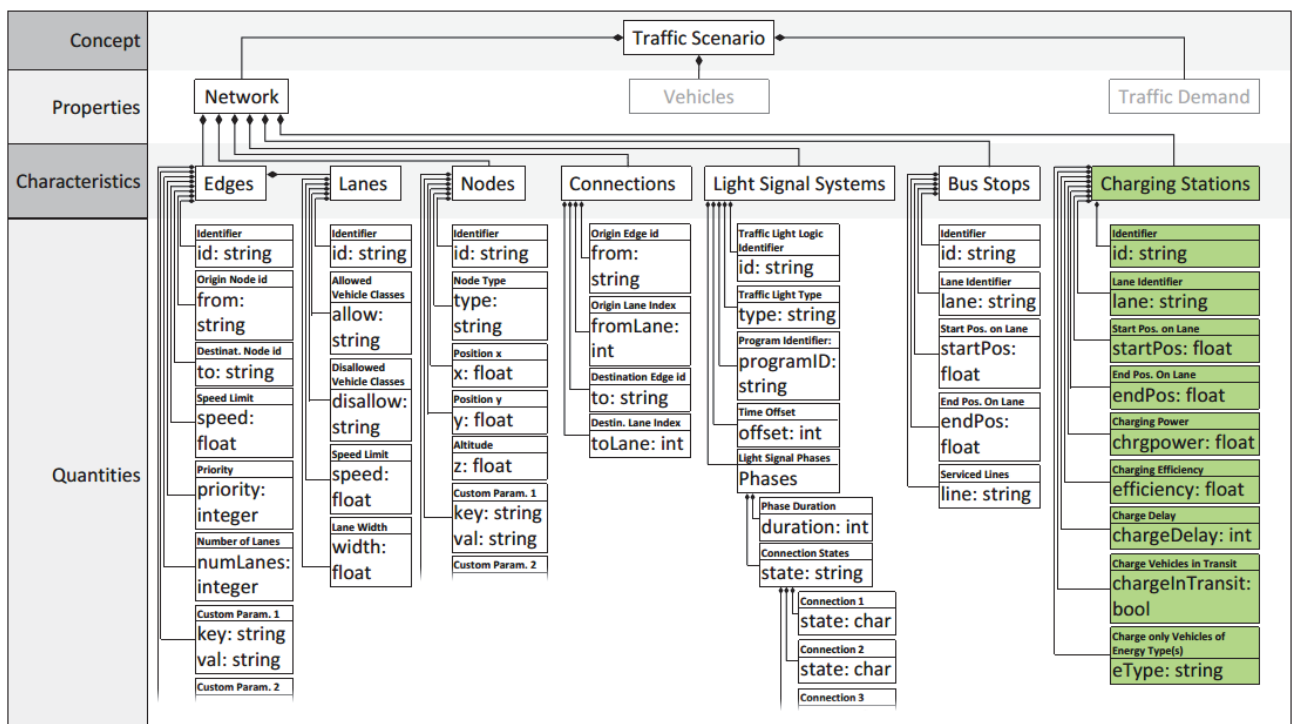 Concept
Traffic Scenario
Properties
Network
Vehicles
Traffic Demand
Characteristics
Edges
Lanes
Nodes
Connections
Light Signal Systems
Bus Stops
Charging Stations
Quantities
Identifier
id: string
Origin Node id
from:
string
Destinat. Node id
to: string
Speed Limit
speed:
float
Priority
priority:
integer
Number of Lanes
numLanes:
integer
Custom Param. 1
key: string
val: string
Custom Param. 2
Identifier
id: string
Allowed
Vehicle Classes
allow:
string
Disallowed
Vehicle Classes
disallow:
string
Speed Limit
speed:
float
Lane Width
width:
float
Identifier
id: string
Node Type
type:
string
Position x
x: float
Position y
y: float
Altitude
z: float
Custom Param. 1
key: string
val: string
Custom Param. 2
Origin Edge id
from:
string
Origin Lane Index
fromLane:
int
Destination Edge id
to: string
Destin. Lane Index
toLane: int
Traffic Light Logic
Identifier
id: string
Traffic Light Type
type: string
Program Identifier:
programID:
string
Time Offset
offset: int
Light Signal Phases
Phases
Phase Duration
duration: int
Connection States
state: string
Connection 1
state: char
Connection 2
state: char
Connection 3
Identifier
id: string
Lane Identifier
lane: string
Start Pos. on Lane
startPos:
float
End Pos. On Lane
endPos:
float
Serviced Lines
line: string
Identifier
id: string
Lane Identifier
lane: string
Start Pos. on Lane
startPos: float
End Pos. On Lane
endPos: float
Charging Power
chrgpower: float
Charging Efficiency
efficiency: float
Charge Delay
chargeDelay: int
Charge Vehicles in Transit
chargeInTransit:
bool
Charge only Vehicles of
Energy Type(s)
eType: string